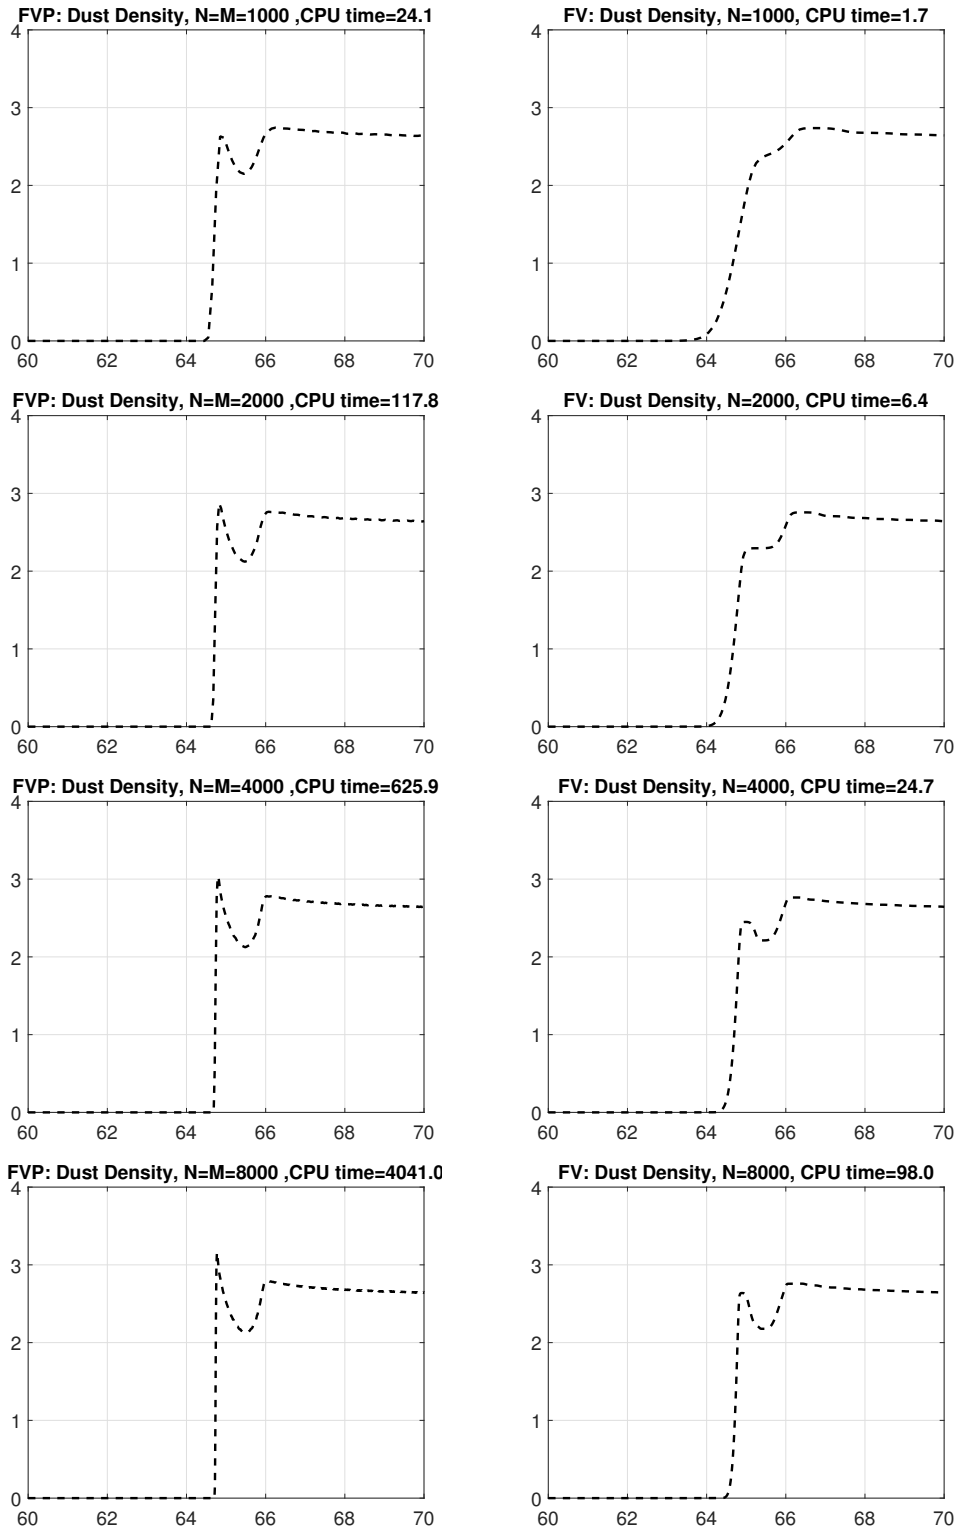 FVP: Dust Density, N=M=1000 ,CPU time=24.1
4
3
2
1
0
60 62 64 66 68 70
FV: Dust Density, N=1000, CPU time=1.7
4
3
2
1
0
60 62 64 66 68 70
FVP: Dust Density, N=M=2000 ,CPU time=117.8
4
3
2
1
0
60 62 64 66 68 70
FV: Dust Density, N=2000, CPU time=6.4
4
3
2
1
0
60 62 64 66 68 70
FVP: Dust Density, N=M=4000 ,CPU time=625.9
4
3
2
1
0
60 62 64 66 68 70
FV: Dust Density, N=4000, CPU time=24.7
4
3
2
1
0
60 62 64 66 68 70
FVP: Dust Density, N=M=8000 ,CPU time=4041.0
4
3
2
1
0
60 62 64 66 68 70
FV: Dust Density, N=8000, CPU time=98.0
4
3
2
1
0
60 62 64 66 68 70